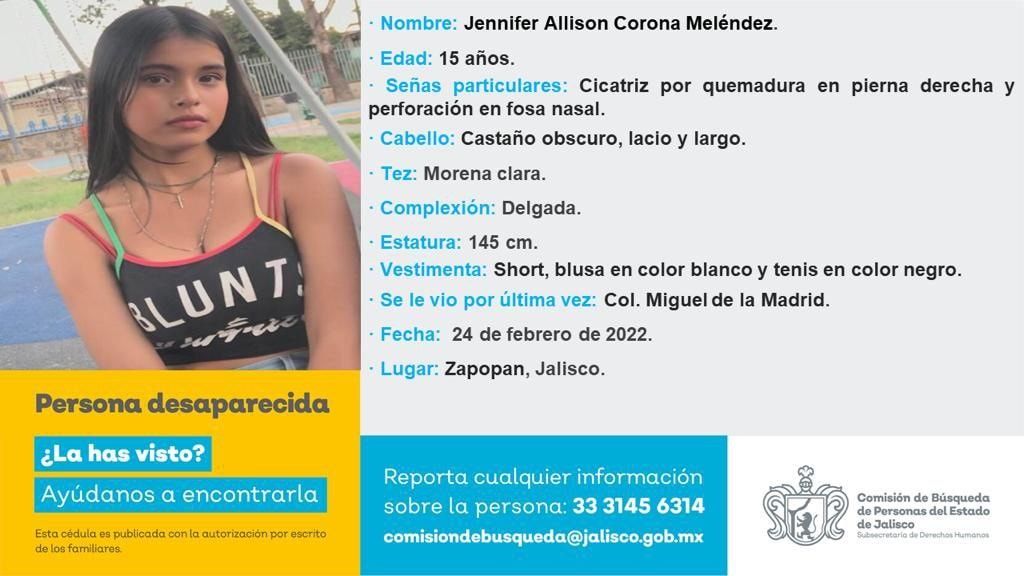 · Nombre: Jennifer Allison Corona Meléndez.
· Edad: 15 años.
· Señas particulares: Cicatriz por quemadura en pierna derecha y
perforación en fosa nasal.
· Cabello: Castaño obscuro, lacio y largo.
· Tez: Morena clara.
· Complexión: Delgada.
· Estatura: 145 cm.
· Vestimenta: Short, blusa en color blanco y tenis en color negro.
· Se le vio por última vez: Col. Miguel de la Madrid.
· Fecha: 24 de febrero de 2022.
· Lugar: Zapopan, Jalisco.
BLUNTS
Persona desaparecida
¿La has visto?
Ayúdanos a encontrarla
Esta cédula es publicada con la autorización por escrito
de los familiares.
Reporta cualquier información
sobre la persona: 33 3145 6314
comisiondebusqueda@jalisco.gob.mx
Comisión de Búsqueda
de Personas del Estado
de Jalisco
Subsecretaría de Derechos Humanos